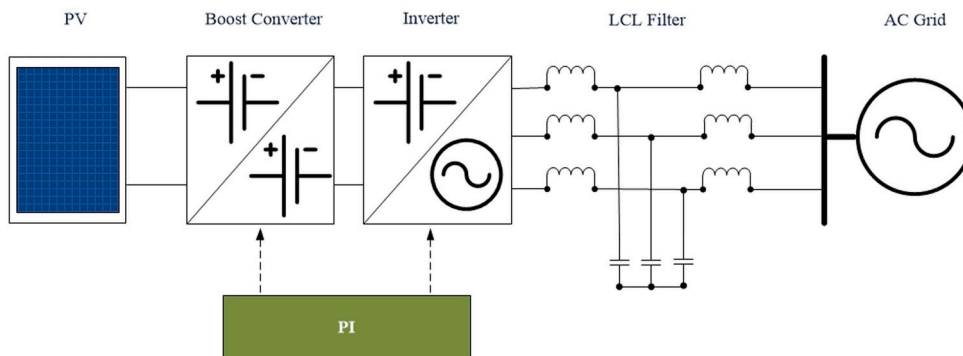 PV
Boost Converter
Inverter
LCL Filter
AC Grid
+ −
+ −
+ −
PI